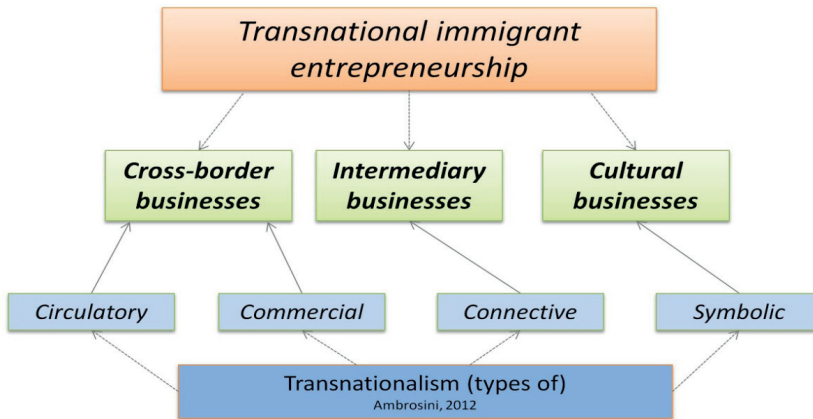 Transnational immigrant
entrepreneurship
Cross-border
businesses
Intermediary
businesses
Cultural
businesses
Circulatory
Commercial
Connective
Symbolic
Transnationalism (types of)
Ambrosini, 2012